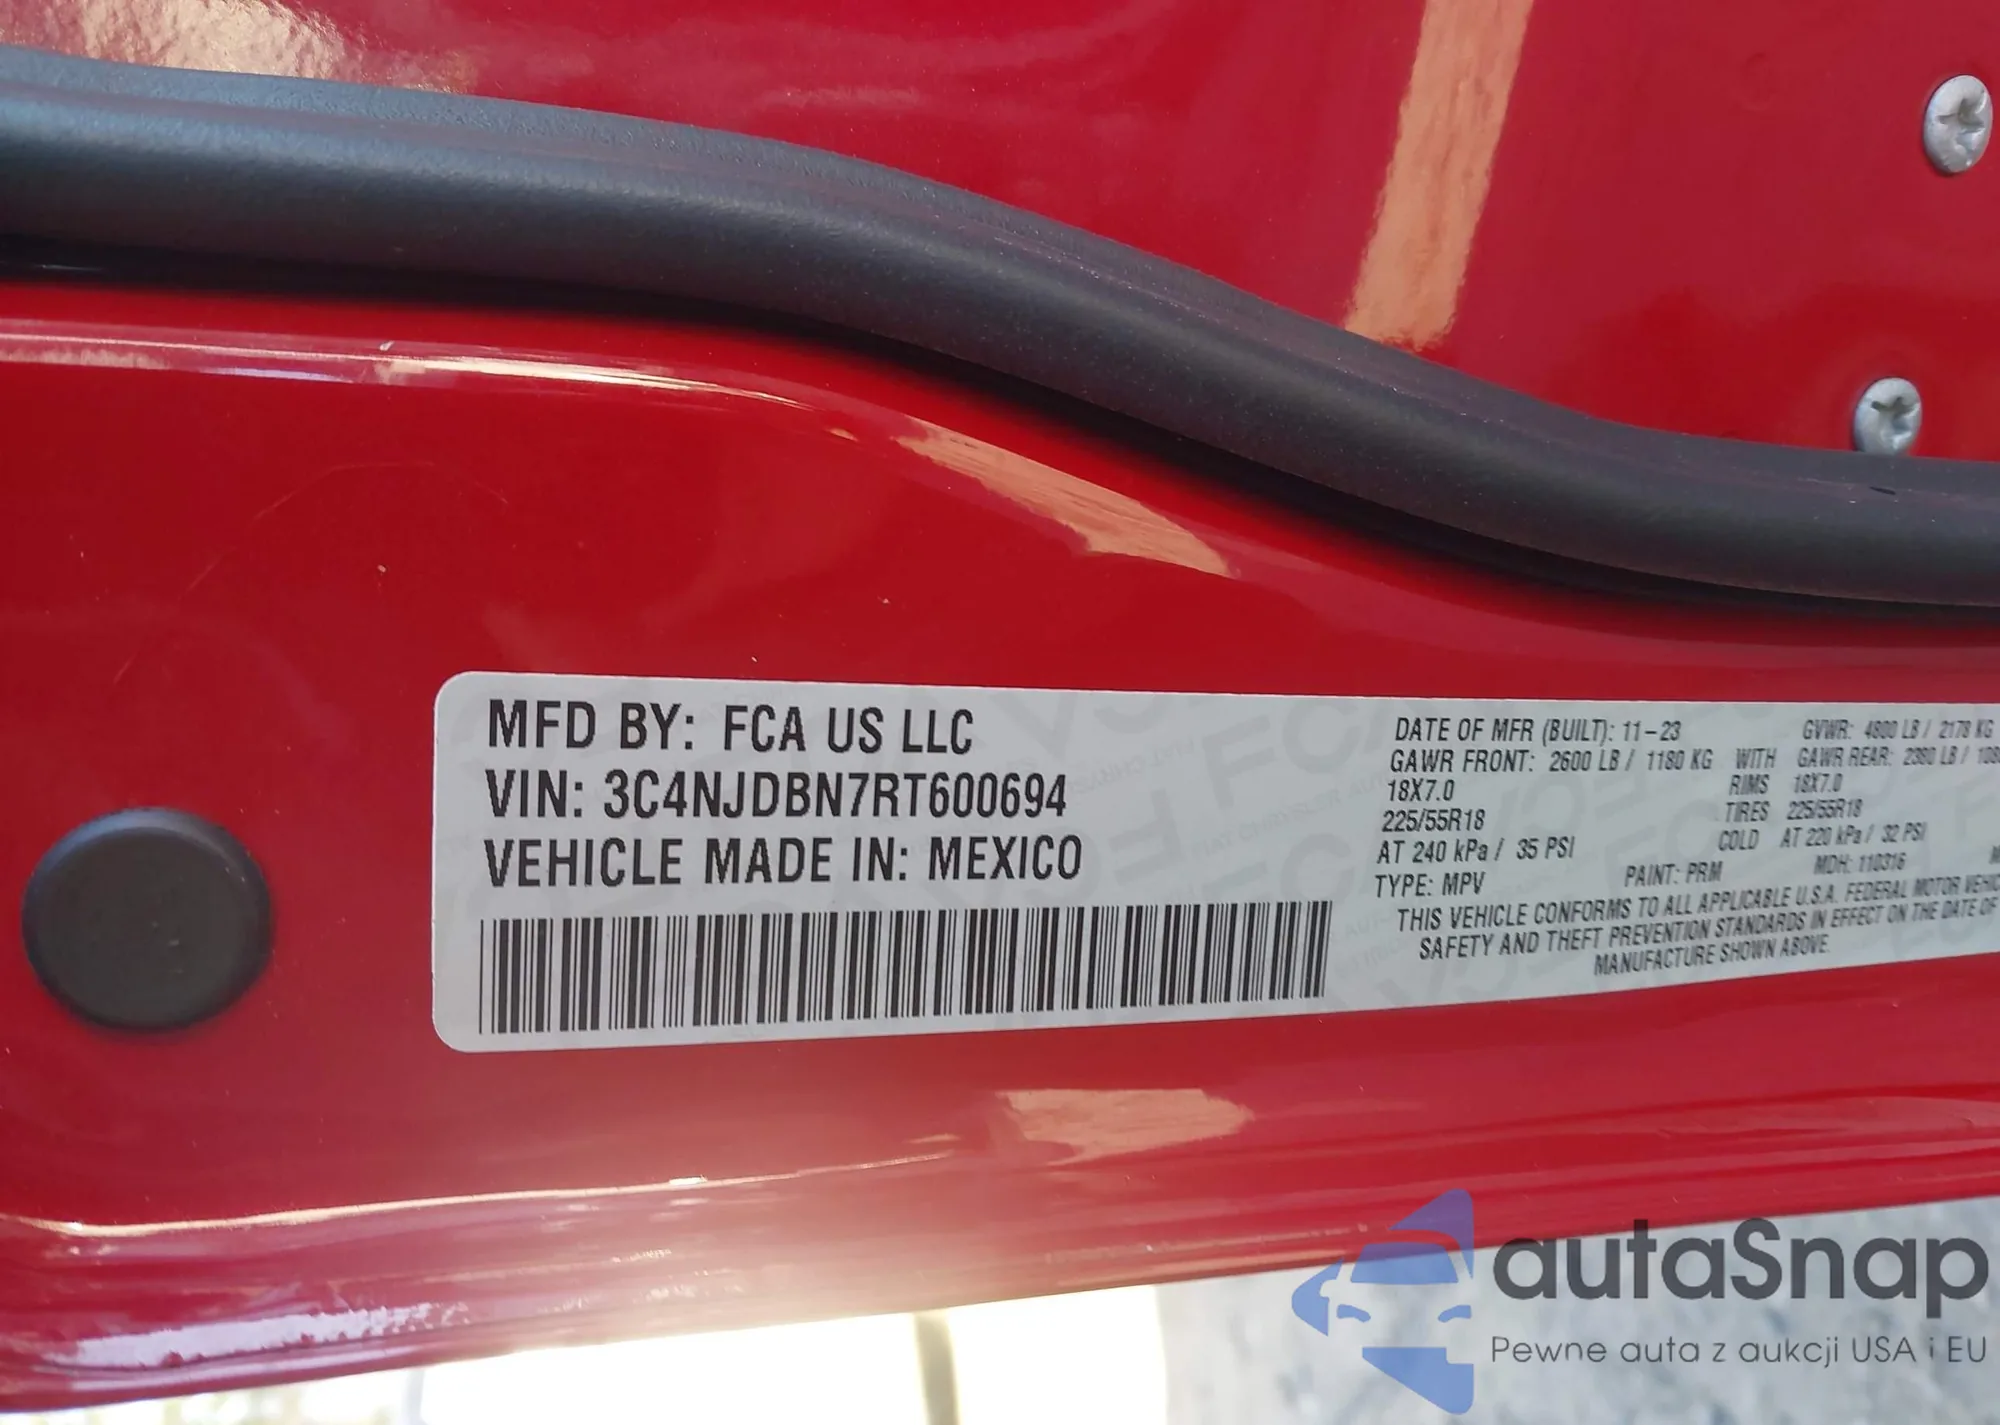 MFD BY: FCA US LLC
VIN: 3C4NJDBN7RT600694
VEHICLE MADE IN: MEXICO
DATE OF MFR (BUILT): 11-23 GVWR: 4800 LB / 2178 KG
GAWR FRONT: 2600 LB / 1180 KG WITH GAWR REAR: 2380 LB /
18X7.0 RIMS 18X7.0
225/55R18 TIRES 225/55R18
AT 240 kPa / 35 PSI COLD AT 220 kPa / 32 PSI
TYPE: MPV PAINT: PRM MDH: 110316
THIS VEHICLE CONFORMS TO ALL APPLICABLE U.S.A. FEDERAL MOTOR
SAFETY AND THEFT PREVENTION STANDARDS IN EFFECT ON THE DATE OF
MANUFACTURE SHOWN ABOVE.
autaSnap
Pewne auta z aukcji USA i EU